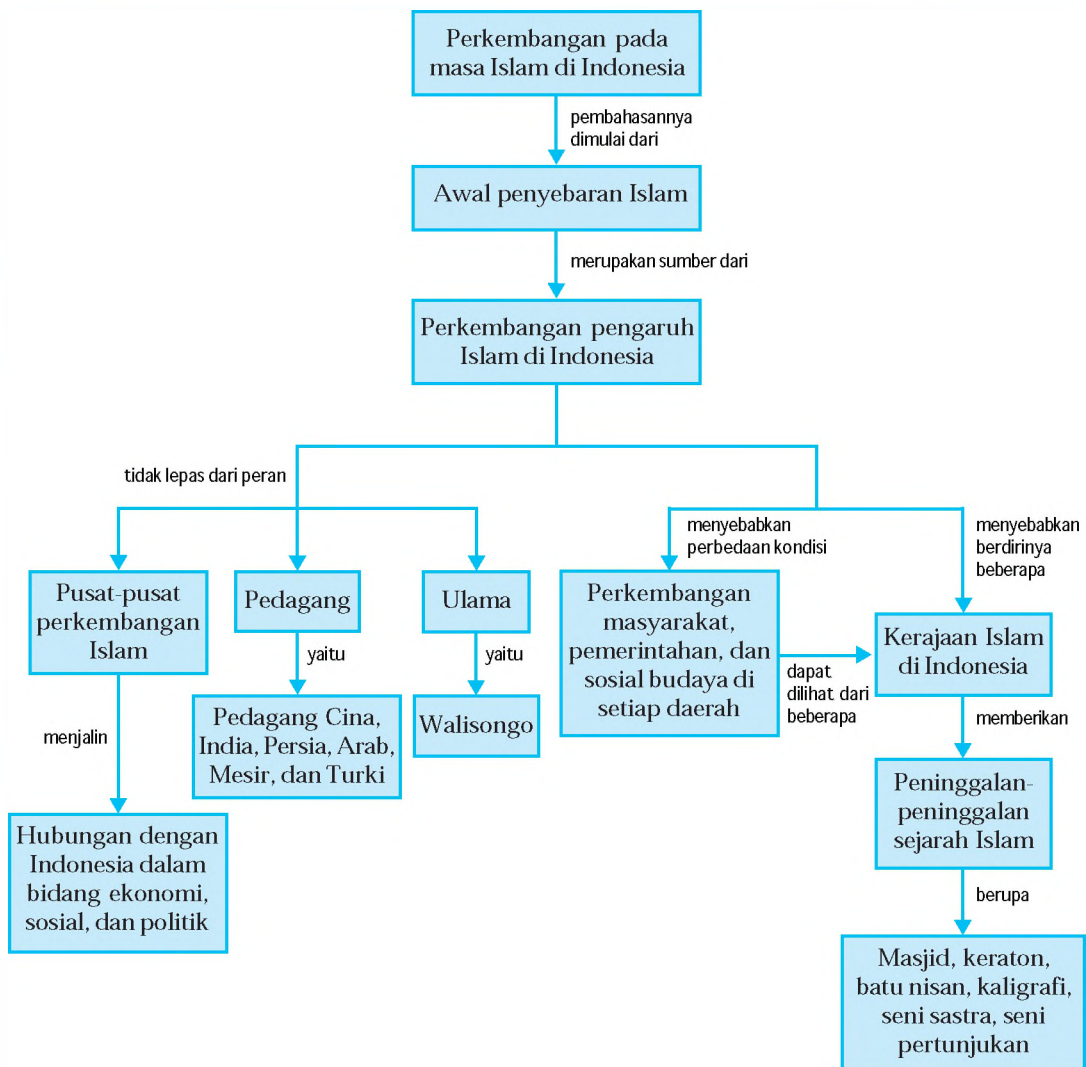 Perkembangan pada
masa Islam di Indonesia
pembahasannya
dimulai dari
Awal penyebaran Islam
merupakan sumber dari
Perkembangan pengaruh
Islam di Indonesia
tidak lepas dari peran
Pusat-pusat
perkembangan
Islam
menjalin
Hubungan dengan
Indonesia dalam
bidang ekonomi,
sosial, dan politik
Pedagang
yaitu
Pedagang Cina,
India, Persia, Arab,
Mesir, dan Turki
Ulama
yaitu
Walisongo
menyebabkan
perbedaan kondisi
Perkembangan
masyarakat,
pemerintahan, dan
sosial budaya di
setiap daerah
dapat
dilihat dari
beberapa
menyebabkan
berdirinya
beberapa
Kerajaan Islam
di Indonesia
memberikan
Peninggalan-
peninggalan
sejarah Islam
berupa
Masjid, keraton,
batu nisan, kaligrafi,
seni sastra, seni
pertunjukan